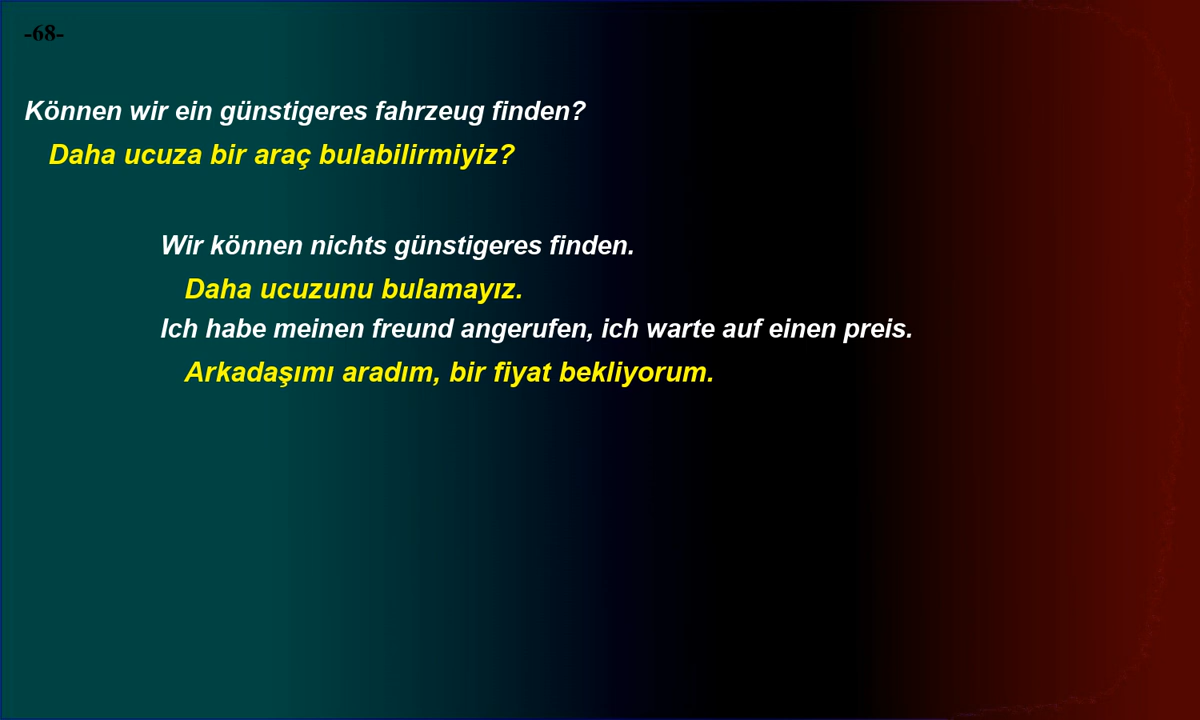 -68-
Können wir ein günstigeres fahrzeug finden?
Daha ucuza bir araç bulabilirmiyiz?
Wir können nichts günstigeres finden.
Daha ucuzunu bulamayız.
Ich habe meinen freund angerufen, ich warte auf einen preis.
Arkadaşımı aradım, bir fiyat bekliyorum.